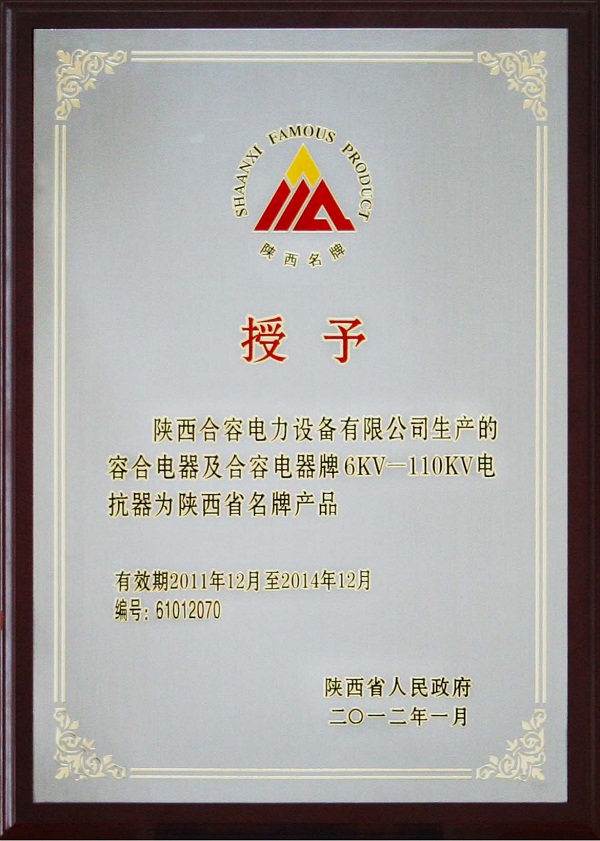 SHAANXI FAMOUS PRODUCT
陕西名牌
授予
陕西合容电力设备有限公司生产的
容合电器及合容电器牌6KV—110KV电
抗器为陕西省名牌产品
有效期2011年12月至2014年12月
编号：61012070
陕西省人民政府
二〇一二年一月